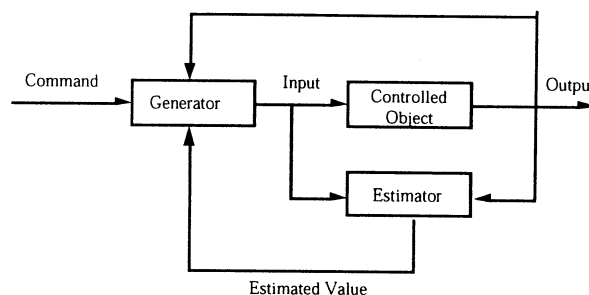 Command
Generator
Input
Controlled
Object
Outpu
Estimator
Estimated Value